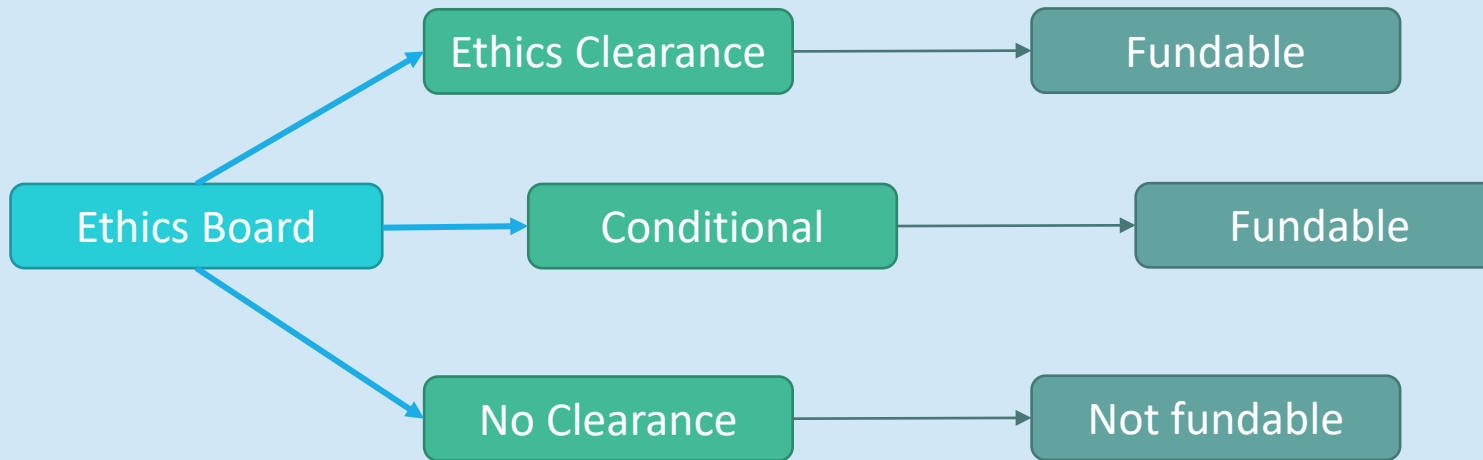 Ethics Clearance
Fundable
Ethics Board
Conditional
Fundable
No Clearance
Not fundable